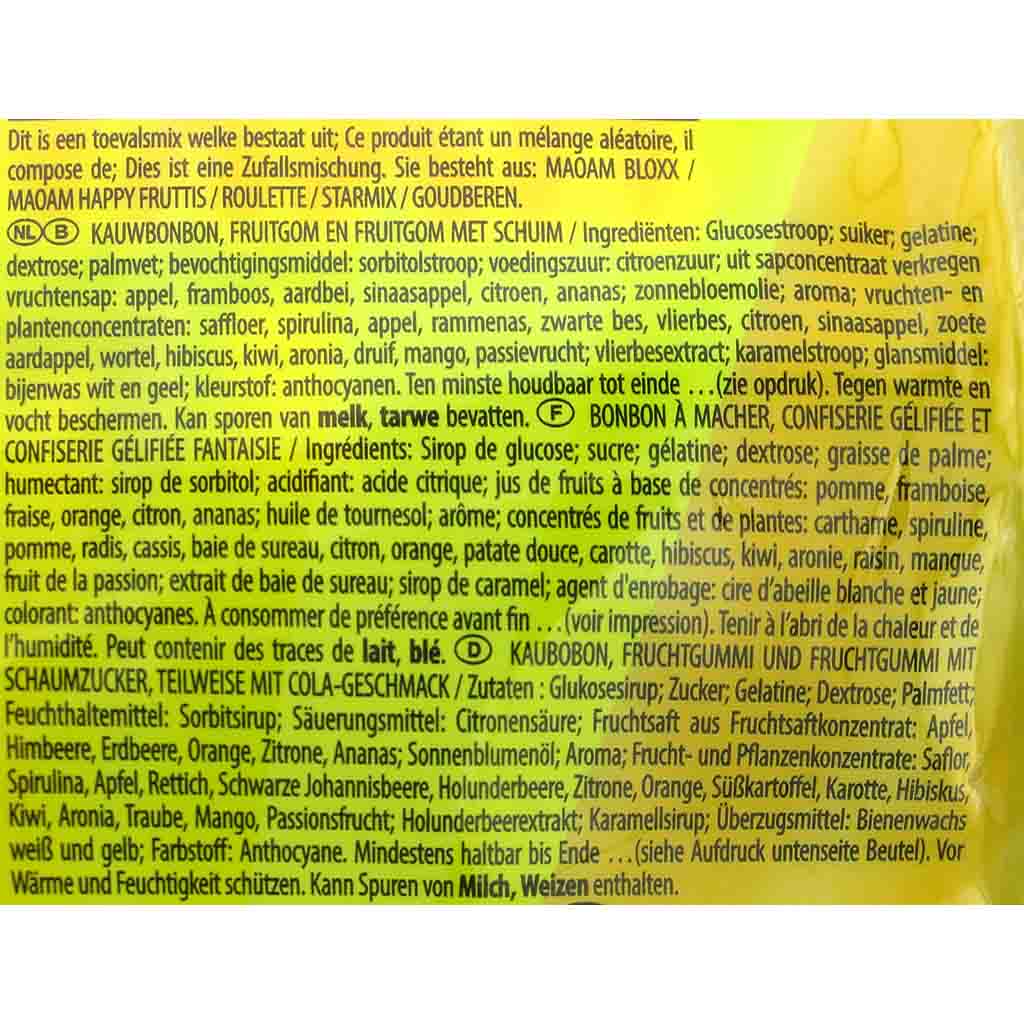 Dit is een toevalsmix welke bestaat uit; Ce produit étant un mélange aléatoire, il
compose de; Dies ist eine Zufallsmischung. Sie besteht aus: MAOAM BLOXX /
MAOAM HAPPY FRUTTIS / ROULETTE / STARMIX / GOUDBEREN.
NL B KAUWBONBON, FRUITGOM EN FRUITGOM MET SCHUIM / Ingrediënten: Glucosestroop; suiker; gelatine;
dextrose; palmvet; bevochtigingsmiddel: sorbitolstroop; voedingszuur: citroenzuur; uit sapconcentraat verkregen
vruchtensap: appel, framboos, aardbei, sinaasappel, citroen, ananas; zonnebloemolie; aroma; vruchten- en
plantenconcentraten: saffloer, spirulina, appel, rammenas, zwarte bes, vlierbes, citroen, sinaasappel, zoete
aardappel, wortel, hibiscus, kiwi, aronia, druif, mango, passievrucht; vlierbesextract; karamelstroop; glansmiddel:
bijenwas wit en geel; kleurstof: anthocyanen. Ten minste houdbaar tot einde ...(zie opdruk). Tegen warmte en
vocht beschermen. Kan sporen van melk, tarwe bevatten. F BONBON À MACHER, CONFISERIE GÉLIFIÉE ET
CONFISERIE GÉLIFIÉE FANTAISIE / Ingrédients: Sirop de glucose; sucre; gélatine; dextrose; graisse de palme;
humectant: sirop de sorbitol; acidifiant: acide citrique; jus de fruits à base de concentrés: pomme, framboise,
fraise, orange, citron, ananas; huile de tournesol; arôme; concentrés de fruits et de plantes: carthame, spiruline,
pomme, radis, cassis, baie de sureau, citron, orange, patate douce, carotte, hibiscus, kiwi, aronie, raisin, mangue,
fruit de la passion; extrait de baie de sureau; sirop de caramel; agent d'enrobage: cire d'abeille blanche et jaune;
colorant: anthocyanes. À consommer de préférence avant fin ...(voir impression). Tenir à l'abri de la chaleur et de
l'humidité. Peut contenir des traces de lait, blé. D KAUBOBON, FRUCHTGUMMI UND FRUCHTGUMMI MIT
SCHAUMZUCKER, TEILWEISE MIT COLA-GESCHMACK / Zutaten : Glukosesirup; Zucker; Gelatine; Dextrose; Palmfett;
Feuchthaltemittel: Sorbitsirup; Säuerungsmittel: Citronensäure; Fruchtsaft aus Fruchtsaftkonzentrat: Apfel,
Himbeere, Erdbeere, Orange, Zitrone, Ananas; Sonnenblumenöl; Aroma; Frucht- und Pflanzenkonzentrate: Saflor,
Spirulina, Apfel, Rettich, Schwarze Johannisbeere, Holunderbeere, Zitrone, Orange, Süßkartoffel, Karotte, Hibiskus,
Kiwi, Aronia, Traube, Mango, Passionsfrucht; Holunderbeerextrakt; Karamellsirup; Überzugsmittel: Bienenwachs
weiß und gelb; Farbstoff: Anthocyane. Mindestens haltbar bis Ende ...(siehe Aufdruck untenseite Beutel). Vor
Wärme und Feuchtigkeit schützen. Kann Spuren von Milch, Weizen enthalten.